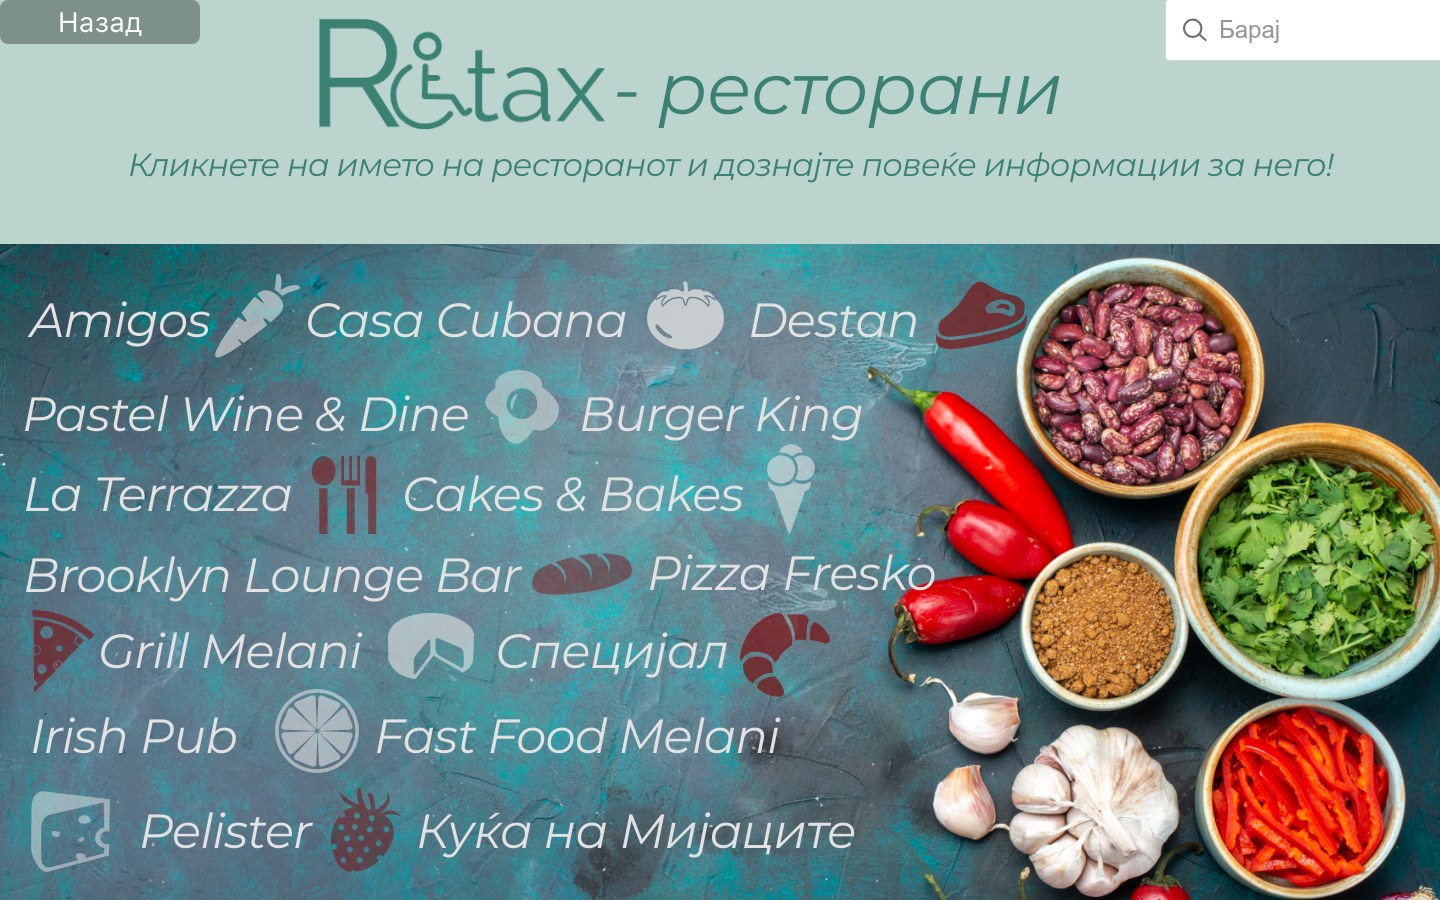 Назад
Барај
Ritax - ресторани
Кликнете на името на ресторанот и дознајте повеќе информации за него!
Amigos Casa Cubana Destan
Pastel Wine & Dine Burger King
La Terrazza Cakes & Bakes
Brooklyn Lounge Bar Pizza Fresko
Grill Melani Специјал
Irish Pub Fast Food Melani
Pelister Куќа на Мијаците